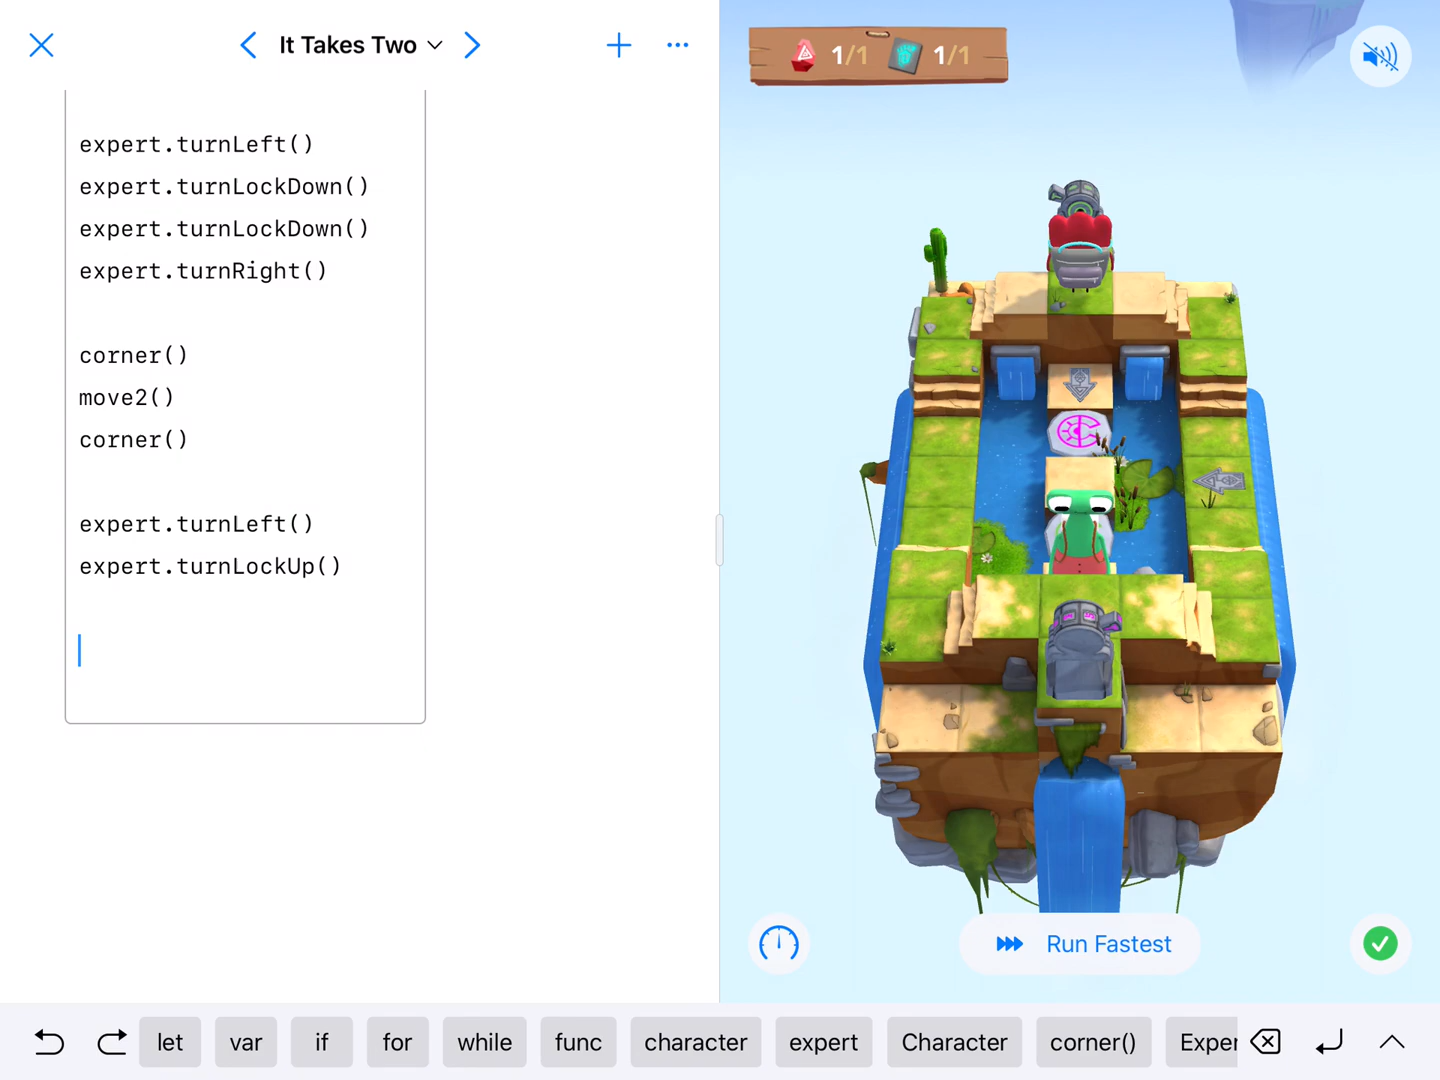 It Takes Two
expert.turnLeft()
expert.turnLockDown()
expert.turnLockDown()
expert.turnRight()
corner()
move2()
corner()
expert.turnLeft()
expert.turnLockUp()
1/1 1/1
Run Fastest
let var if for while func character expert Character corner() Exper